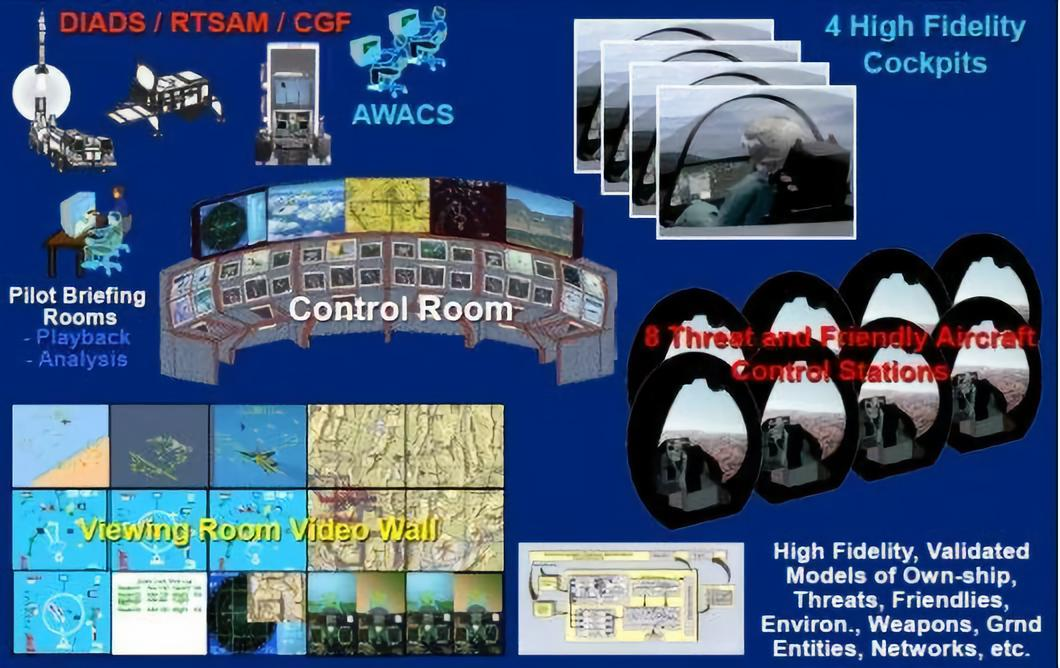 DIADS / RTSAM / CGF
AWACS
4 High Fidelity
Cockpits
Pilot Briefing
Rooms
- Playback
- Analysis
Control Room
8 Threat and Friendly Aircraft
Control Stations
Viewing Room Video Wall
High Fidelity, Validated
Models of Own-ship,
Threats, Friendlies,
Environ., Weapons, Grnd
Entities, Networks, etc.